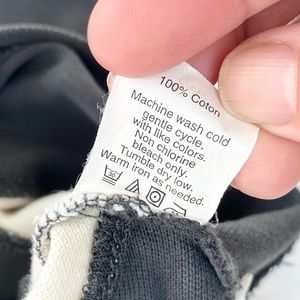 100% Coton
Machine wash cold
gentle cycle.
with like colors.
Non chlorine
bleach only.
Tumble dry low.
Warm iron as needed.